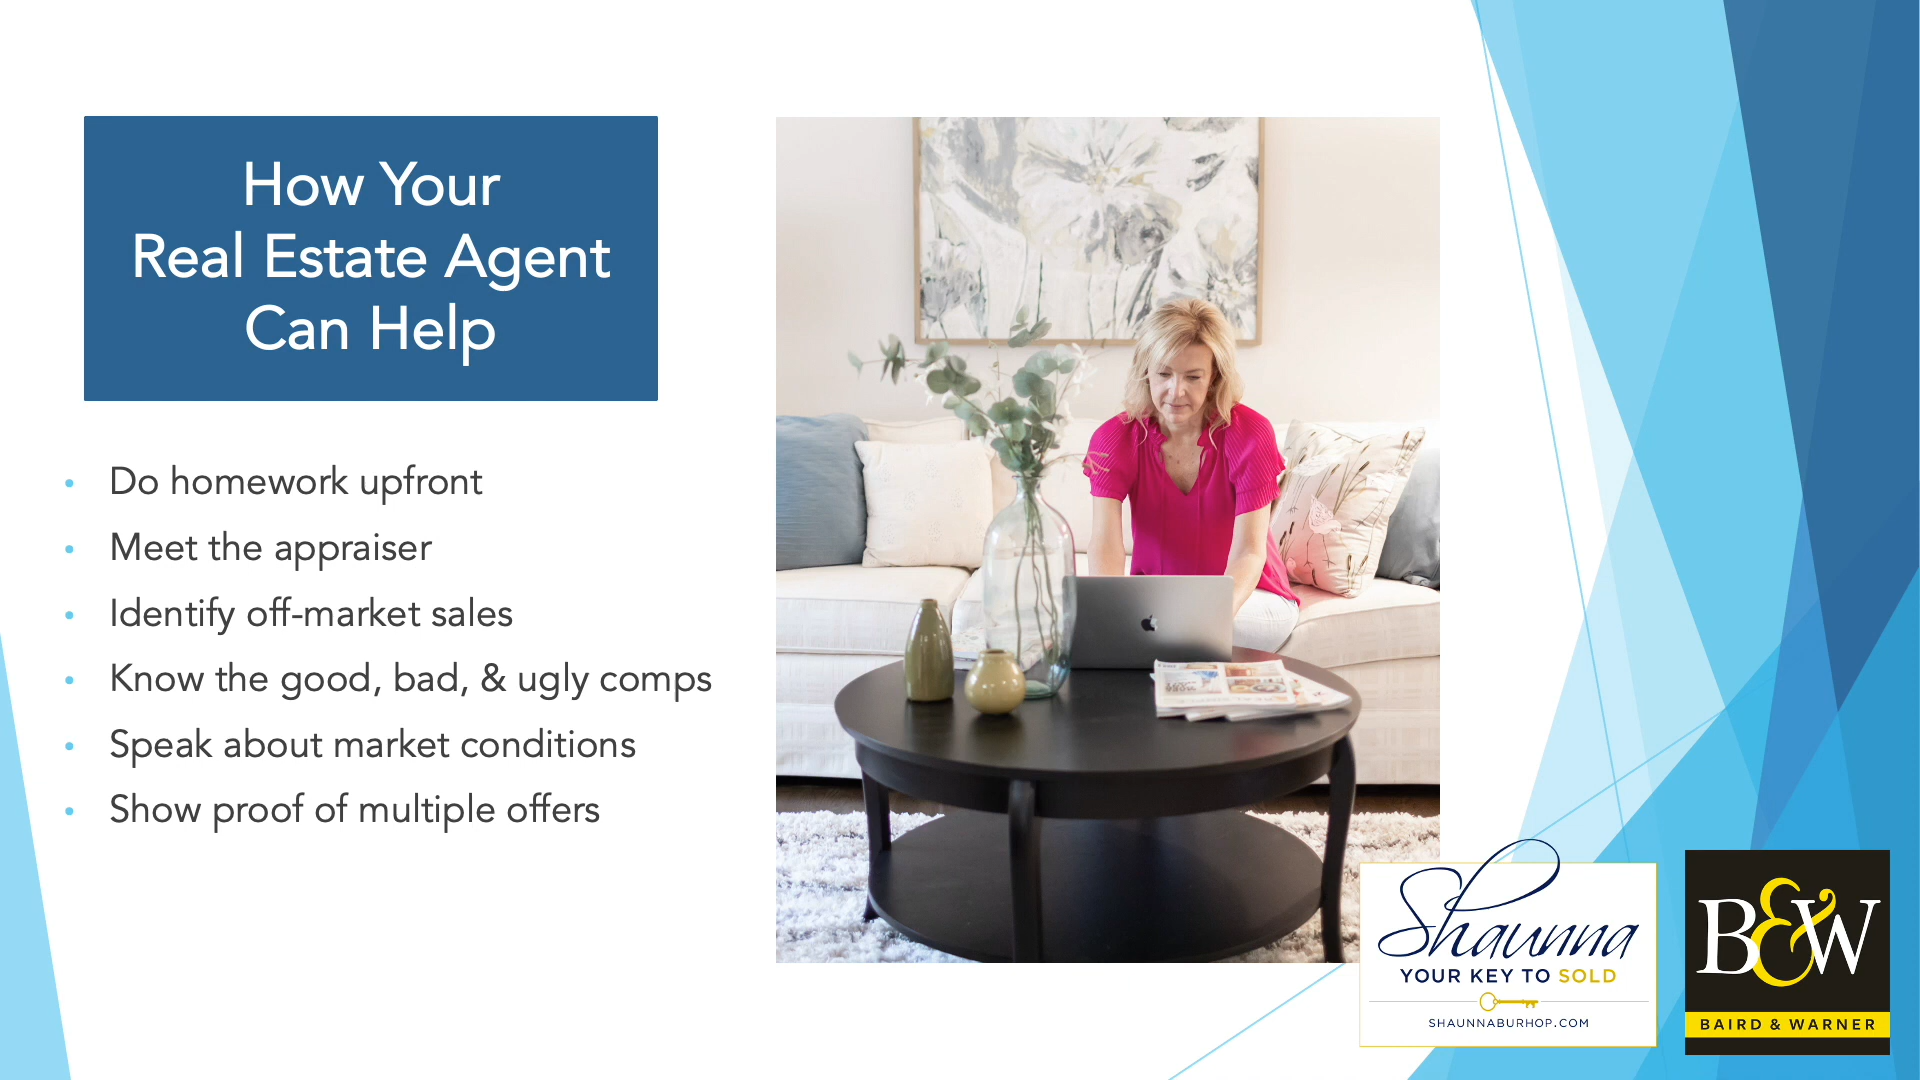 How Your
Real Estate Agent
Can Help
• Do homework upfront
• Meet the appraiser
• Identify off-market sales
• Know the good, bad, & ugly comps
• Speak about market conditions
• Show proof of multiple offers
Shaunna
YOUR KEY TO SOLD
SHAUNNABURHOP.COM
B&W
BAIRD & WARNER